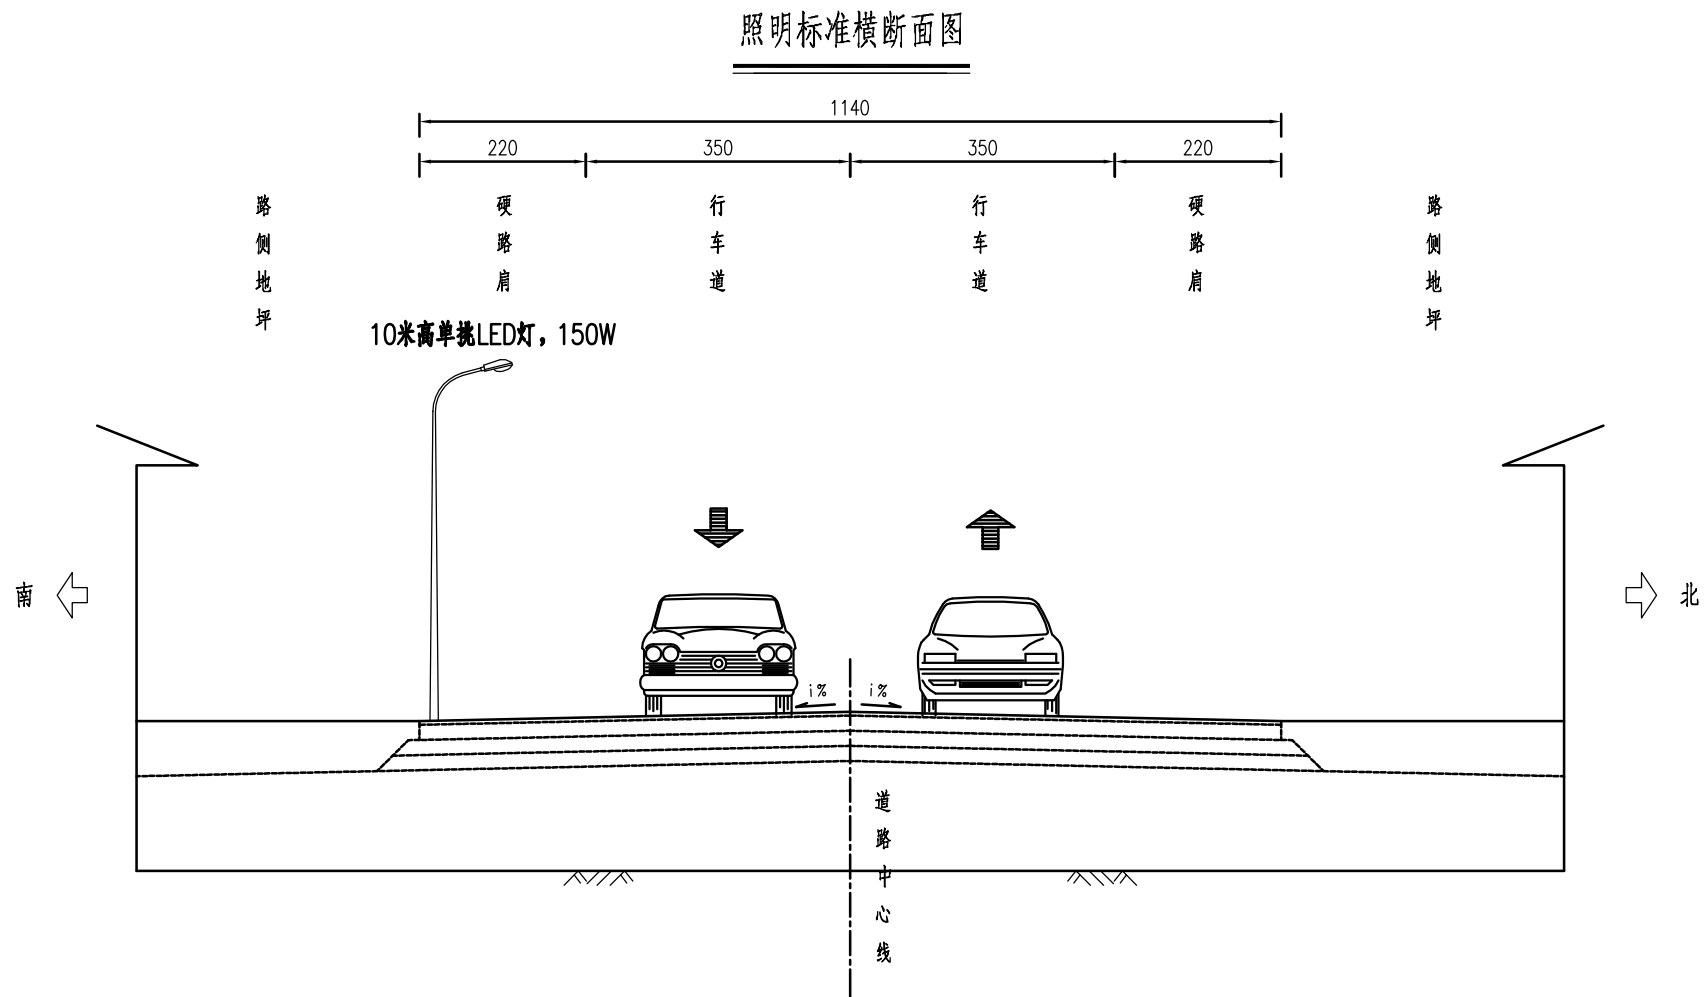 照明标准横断面图
1140
220
350
350
220
路侧地坪
硬路肩
行车道
行车道
硬路肩
路侧地坪
10米高单挑LED灯，150W
南
北
i%
i%
道路中心线